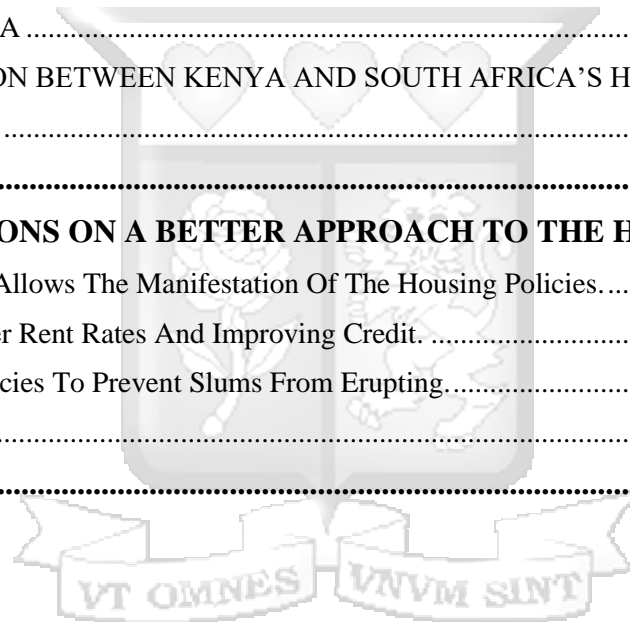 A ..........................................................................................
ON BETWEEN KENYA AND SOUTH AFRICA’S H
..............................................................................................
..............................................................................................
ONS ON A BETTER APPROACH TO THE H
Allows The Manifestation Of The Housing Policies.....
er Rent Rates And Improving Credit. .............................
cies To Prevent Slums From Erupting...........................
..............................................................................................
..............................................................................................
VT OMNES VNVM SINT